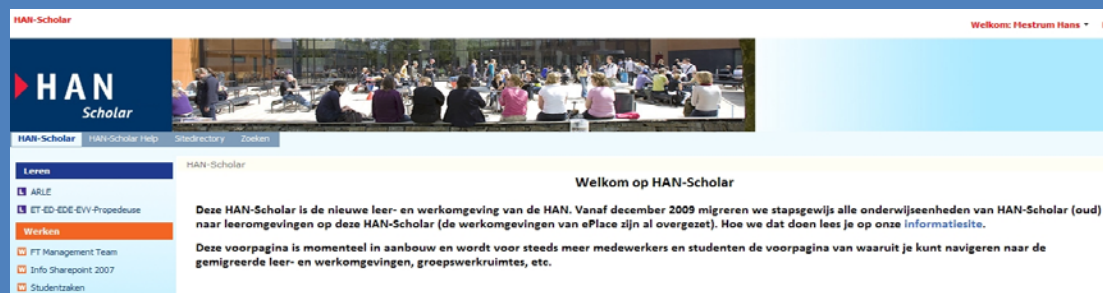 HAN-Scholar
Welkom: Mestrum Hans
HAN
Scholar
HAN-Scholar HAN-Scholar Help Sitedirectory Zoeken
Leren
L ARLE
L ET-ED-EDE-EVV-Propedeuse
Werken
W FT Management Team
W Info Sharepoint 2007
W Studentzaken
HAN-Scholar
Welkom op HAN-Scholar
Deze HAN-Scholar is de nieuwe leer- en werkomgeving van de HAN. Vanaf december 2009 migreren we stapsgewijs alle onderwijseenheden van HAN-Scholar (oud)
naar leeromgevingen op deze HAN-Scholar (de werkomgevingen van ePlace zijn al overgezet). Hoe we dat doen lees je op onze informatiesite.
Deze voorpagina is momenteel in aanbouw en wordt voor steeds meer medewerkers en studenten de voorpagina van waaruit je kunt navigeren naar de
gemigreerde leer- en werkomgevingen, groepswerkruimtes, etc.